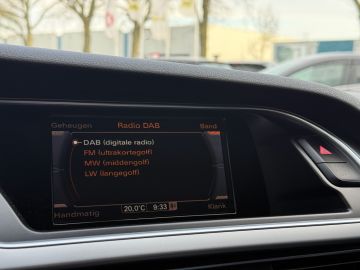 Geheugen Radio DAB Band
DAB (digitale radio)
FM (ultrakortegolf)
MW (middengolf)
LW (langegolf)
Handmatig 20,0°C 9:33 Klank